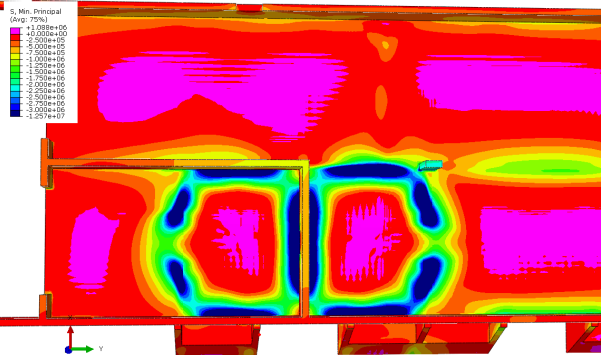 S, Min. Principal
(Avg: 75%)
+1.088e+06
+0.000e+00
-2.500e+05
-5.000e+05
-7.500e+05
-1.000e+06
-1.250e+06
-1.500e+06
-1.750e+06
-2.000e+06
-2.250e+06
-2.500e+06
-2.750e+06
-3.000e+06
-1.257e+07
Y